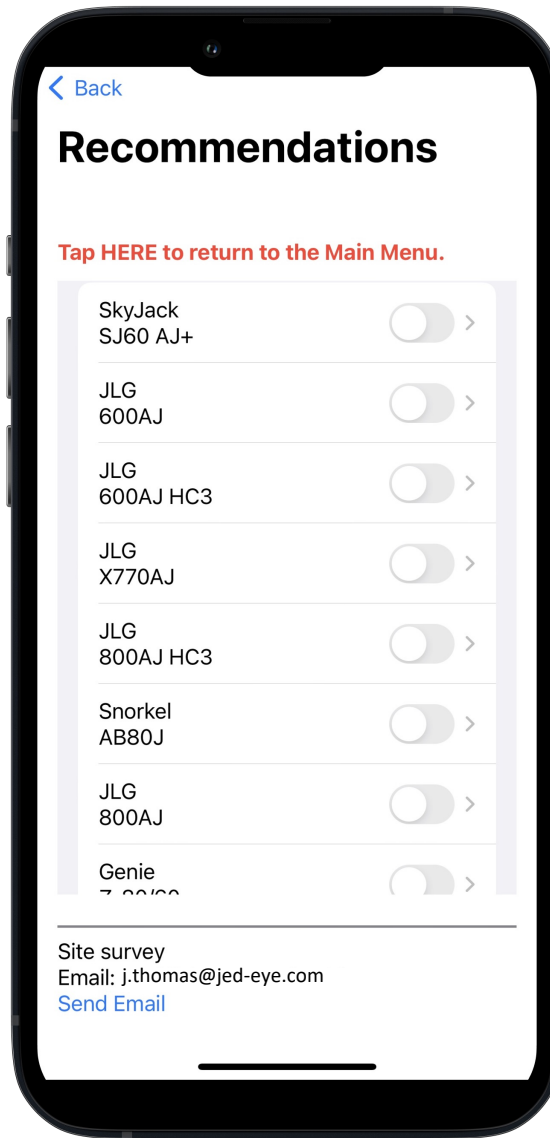 Back
Recommendations
Tap HERE to return to the Main Menu.
SkyJack
SJ60 AJ+
JLG
600AJ
JLG
600AJ HC3
JLG
X770AJ
JLG
800AJ HC3
Snorkel
AB80J
JLG
800AJ
Genie
Site survey
Email: j.thomas@jed-eye.com
Send Email